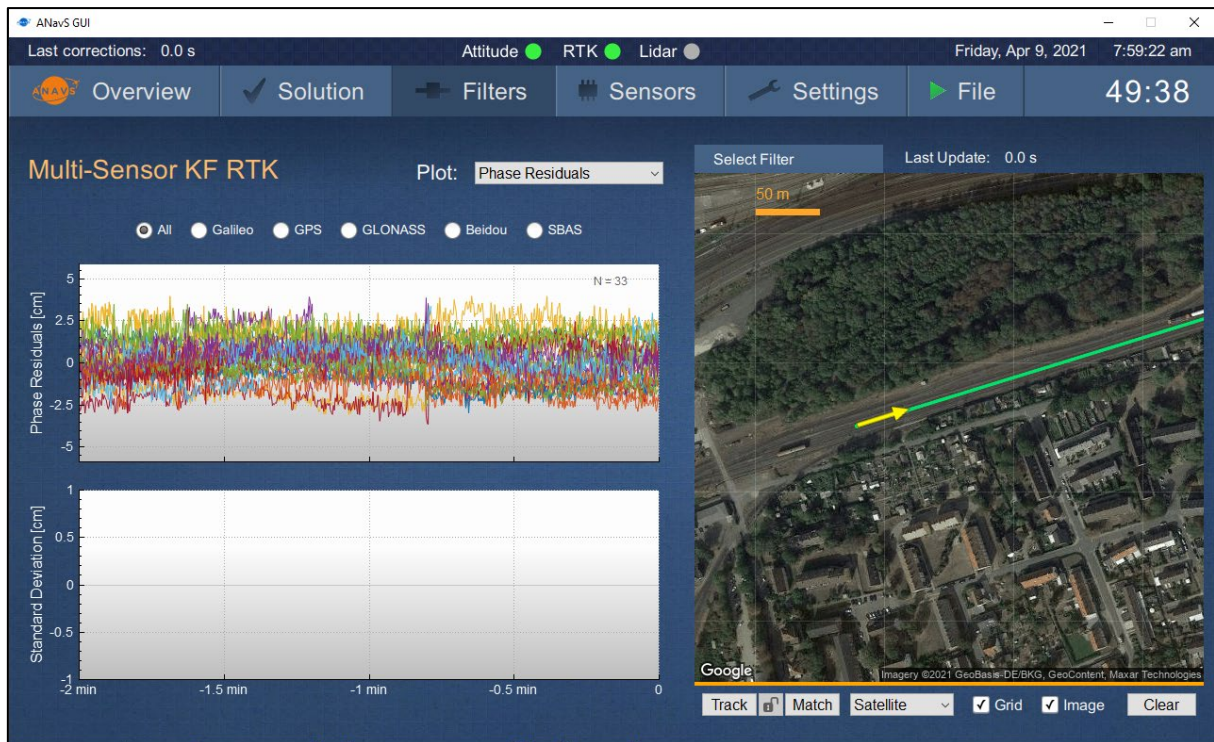 ANavS GUI
Last corrections: 0.0 s Attitude RTK Lidar Friday, Apr 9, 2021 7:59:22 am
ANAVS Overview Solution Filters Sensors Settings File 49:38
Multi-Sensor KF RTK Plot: Phase Residuals
Select Filter Last Update: 0.0 s
50 m
All Galileo GPS GLONASS Beidou SBAS
N = 33
Phase Residuals [cm]
5
2.5
0
-2.5
-5
Standard Deviation [cm]
1
0.5
0
-0.5
-1
-2 min -1.5 min -1 min -0.5 min 0
Google Imagery ©2021 GeoBasis-DE/BKG, GeoContent, Maxar Technologies
Track Match Satellite Grid Image Clear